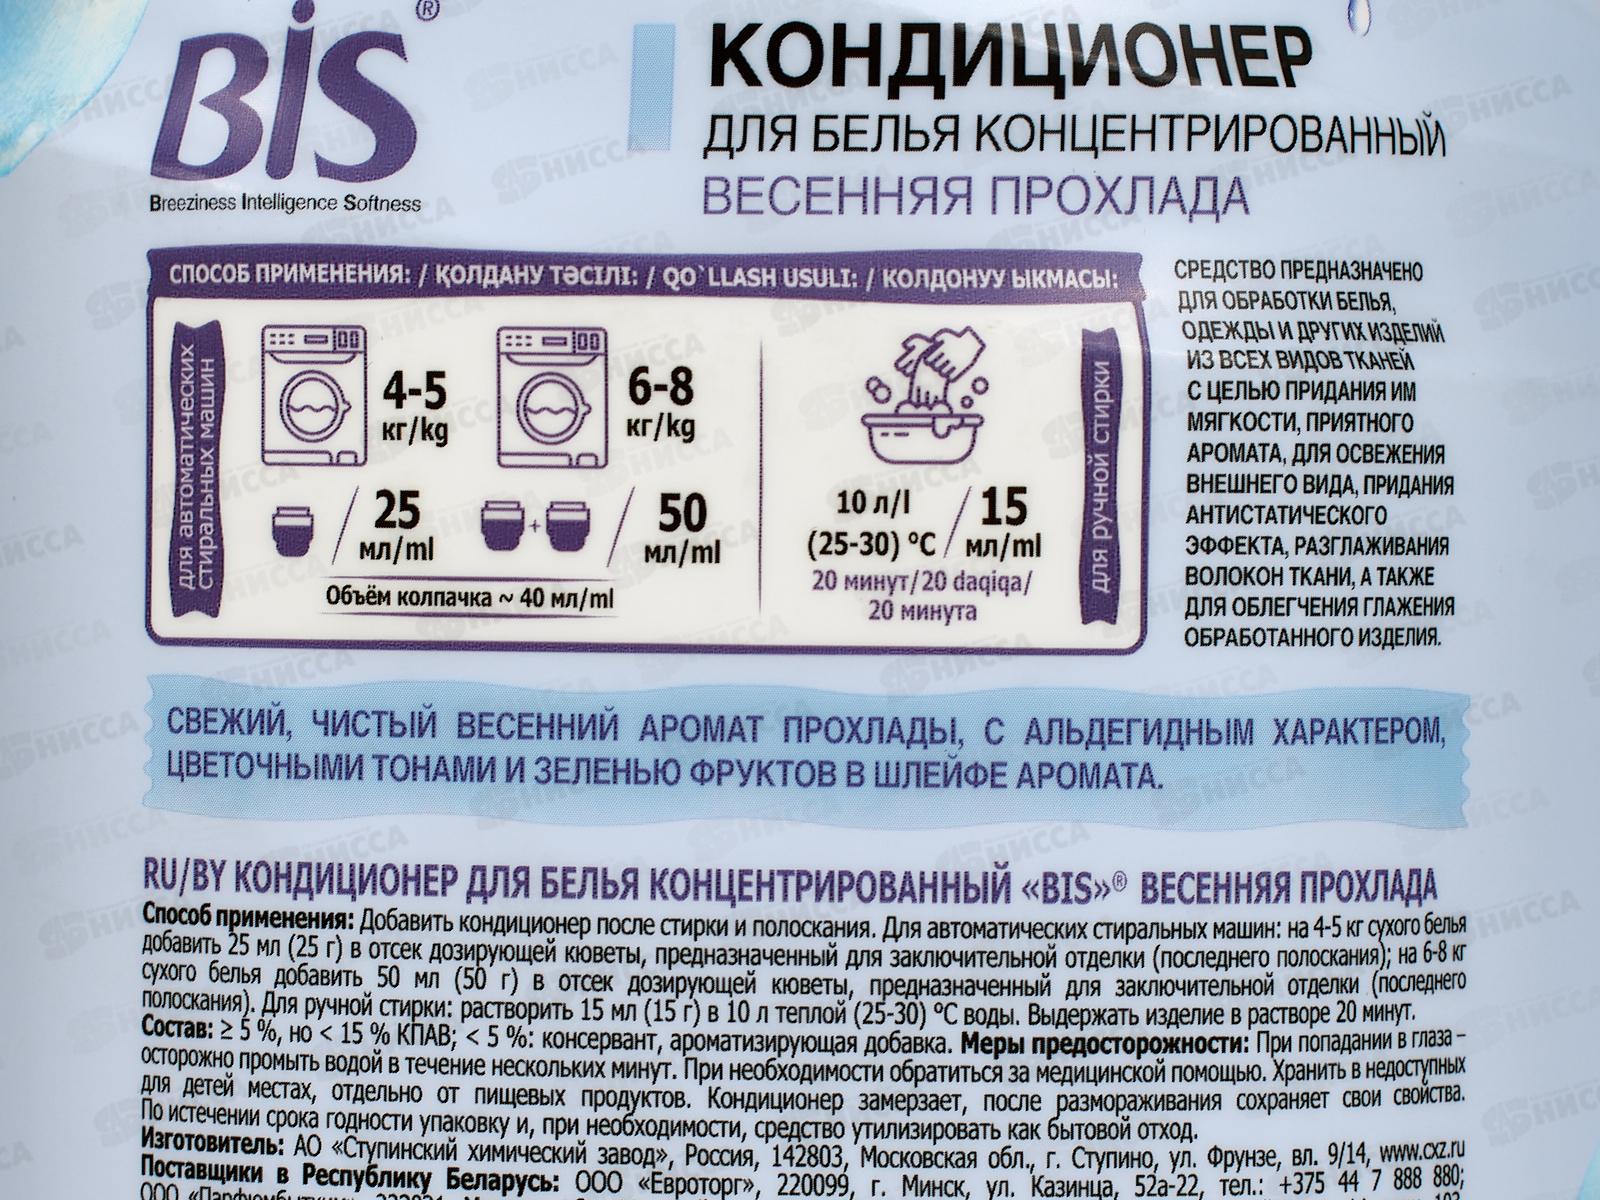 BIS®
Breeziness Intelligence Softness
КОНДИЦИОНЕР
ДЛЯ БЕЛЬЯ КОНЦЕНТРИРОВАННЫЙ
ВЕСЕННЯЯ ПРОХЛАДА
СПОСОБ ПРИМЕНЕНИЯ: / ҚОЛДАНУ ТӘСІЛІ: / QO`LLASH USULI: / КОЛДОНУУ ЫКМАСЫ:
для автоматических
стиральных машин
4-5
кг/kg
6-8
кг/kg
25
мл/ml
+
50
мл/ml
Объём колпачка ~ 40 мл/ml
10 л/l
(25-30) °C
15
мл/ml
20 минут/20 daqiqa/
20 минута
для ручной стирки
СРЕДСТВО ПРЕДНАЗНАЧЕНО
ДЛЯ ОБРАБОТКИ БЕЛЬЯ,
ОДЕЖДЫ И ДРУГИХ ИЗДЕЛИЙ
ИЗ ВСЕХ ВИДОВ ТКАНЕЙ
С ЦЕЛЬЮ ПРИДАНИЯ ИМ
МЯГКОСТИ, ПРИЯТНОГО
АРОМАТА, ДЛЯ ОСВЕЖЕНИЯ
ВНЕШНЕГО ВИДА, ПРИДАНИЯ
АНТИСТАТИЧЕСКОГО
ЭФФЕКТА, РАЗГЛАЖИВАНИЯ
ВОЛОКОН ТКАНИ, А ТАКЖЕ
ДЛЯ ОБЛЕГЧЕНИЯ ГЛАЖЕНИЯ
ОБРАБОТАННОГО ИЗДЕЛИЯ.
СВЕЖИЙ, ЧИСТЫЙ ВЕСЕННИЙ АРОМАТ ПРОХЛАДЫ, С АЛЬДЕГИДНЫМ ХАРАКТЕРОМ,
ЦВЕТОЧНЫМИ ТОНАМИ И ЗЕЛЕНЬЮ ФРУКТОВ В ШЛЕЙФЕ АРОМАТА.
RU/BY КОНДИЦИОНЕР ДЛЯ БЕЛЬЯ КОНЦЕНТРИРОВАННЫЙ «BIS»® ВЕСЕННЯЯ ПРОХЛАДА
Способ применения: Добавить кондиционер после стирки и полоскания. Для автоматических стиральных машин: на 4-5 кг сухого белья
добавить 25 мл (25 г) в отсек дозирующей кюветы, предназначенный для заключительной отделки (последнего полоскания); на 6-8 кг
сухого белья добавить 50 мл (50 г) в отсек дозирующей кюветы, предназначенный для заключительной отделки (последнего
полоскания). Для ручной стирки: растворить 15 мл (15 г) в 10 л теплой (25-30) °C воды. Выдержать изделие в растворе 20 минут.
Состав: ≥ 5 %, но < 15 % КПАВ; < 5 %: консервант, ароматизирующая добавка. Меры предосторожности: При попадании в глаза –
осторожно промыть водой в течение нескольких минут. При необходимости обратиться за медицинской помощью. Хранить в недоступных
для детей местах, отдельно от пищевых продуктов. Кондиционер замерзает, после размораживания сохраняет свои свойства.
По истечении срока годности упаковку и, при необходимости, средство утилизировать как бытовой отход.
Изготовитель: АО «Ступинский химический завод», Россия, 142803, Московская обл., г. Ступино, ул. Фрунзе, вл. 9/14, www.cxz.ru
Поставщики в Республику Беларусь: ООО «Евроторг», 220099, г. Минск, ул. Казинца, 52а-22, тел.: +375 44 7 888 880;